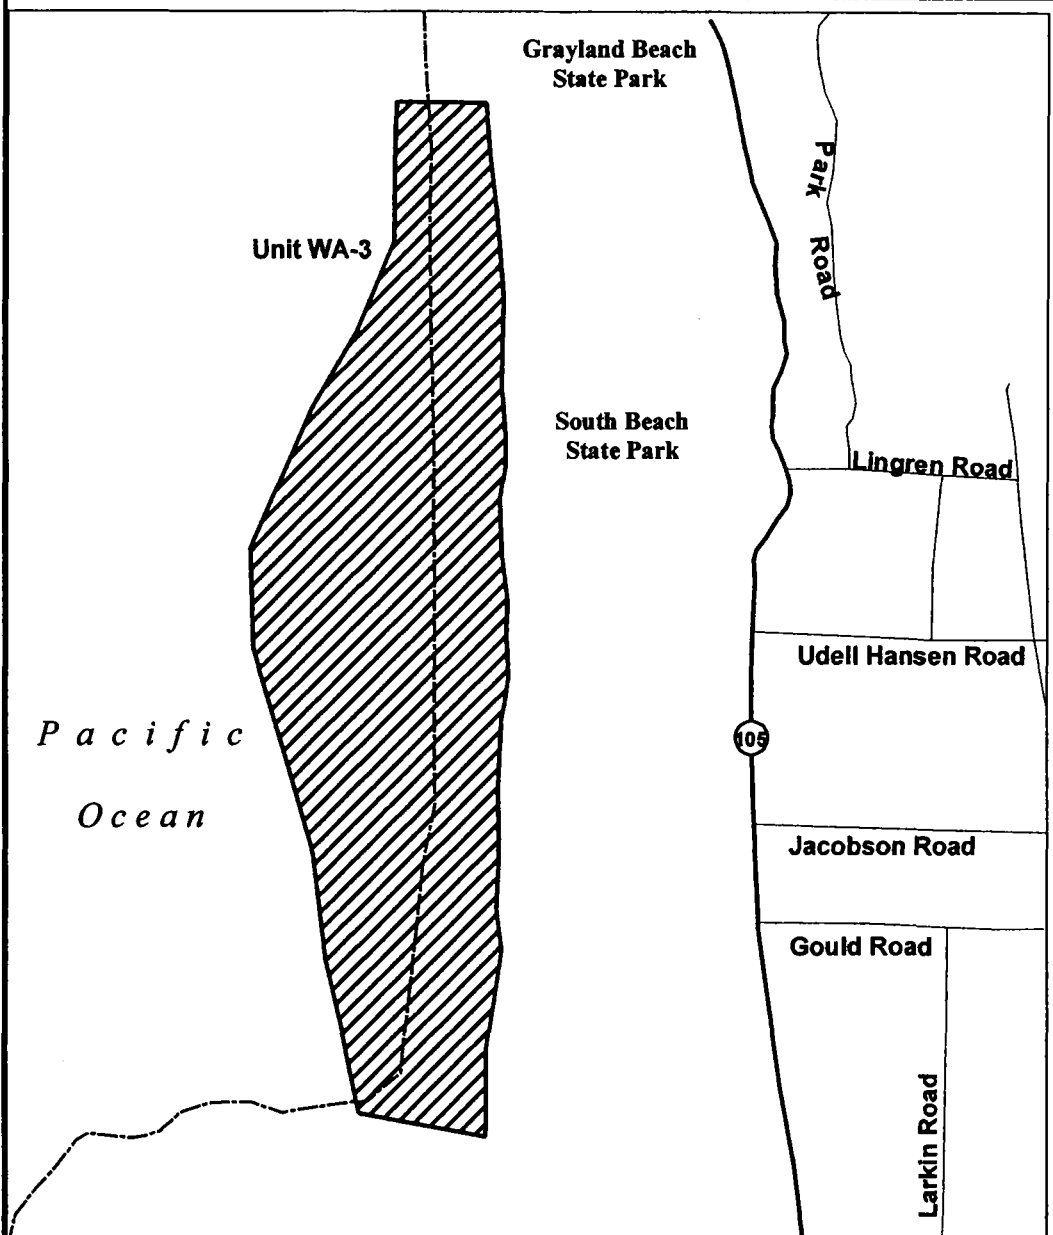 Grayland Beach
State Park
Park Road
Unit WA-3
South Beach
State Park
Lingren Road
Udell Hansen Road
Pacific
Ocean
105
Jacobson Road
Gould Road
Larkin Road